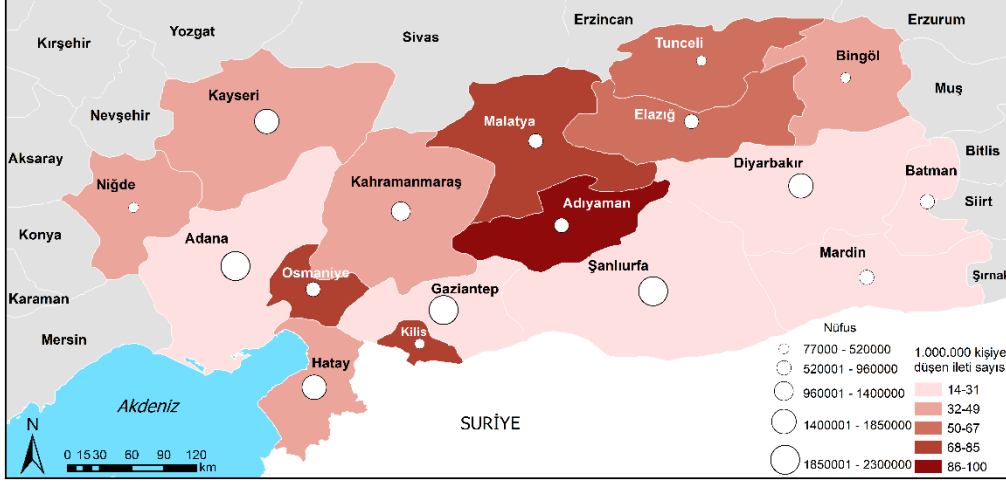 Yozgat
Erzincan
Erzurum
Kırşehir
Sivas
Tunceli
Bingöl
Kayseri
Muş
Nevşehir
Malatya
Elazığ
Aksaray
Bitlis
Diyarbakır
Batman
Niğde
Kahramanmaraş
Adıyaman
Siirt
Konya
Adana
Mardin
Osmaniye
Şanlıurfa
Şırnak
Gaziantep
Karaman
Mersin
Kilis
Hatay
Akdeniz
SURİYE
N
0 15 30 60 90 120
km
Nüfus
77000 - 520000
520001 - 960000
960001 - 1400000
1400001 - 1850000
1850001 - 2300000
1.000.000 kişiye
düşen ileti sayısı
14-31
32-49
50-67
68-85
86-100